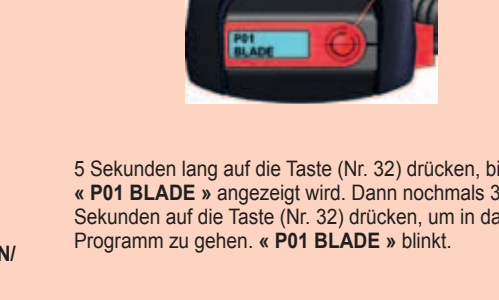 P01
BLADE
5 Sekunden lang auf die Taste (Nr. 32) drücken, bi
« P01 BLADE » angezeigt wird. Dann nochmals 3
Sekunden auf die Taste (Nr. 32) drücken, um in da
Programm zu gehen. « P01 BLADE » blinkt.
N/